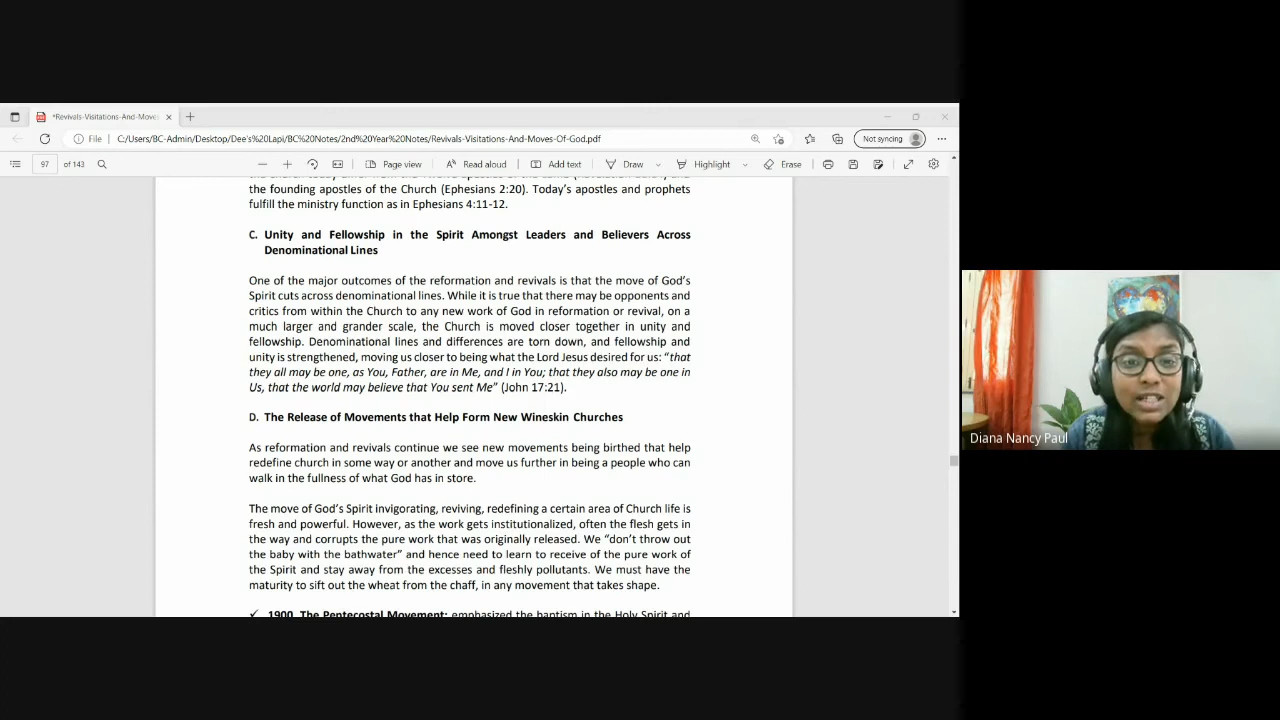 *Revivals-Visitations-And-Move
File
C:/Users/BC-Admin/Desktop/Dee's%20Lapi/BC%20Notes/2nd%20Year%20Notes/Revivals-Visitations-And-Moves-Of-God.pdf
Not syncing
97 of 143
Page view
Read aloud
Add text
Draw
Highlight
Erase
the founding apostles of the Church (Ephesians 2:20). Today's apostles and prophets
fulfill the ministry function as in Ephesians 4:11-12.
C. Unity and Fellowship in the Spirit Amongst Leaders and Believers Across
Denominational Lines
One of the major outcomes of the reformation and revivals is that the move of God's
Spirit cuts across denominational lines. While it is true that there may be opponents and
critics from within the Church to any new work of God in reformation or revival, on a
much larger and grander scale, the Church is moved closer together in unity and
fellowship. Denominational lines and differences are torn down, and fellowship and
unity is strengthened, moving us closer to being what the Lord Jesus desired for us: "that
they all may be one, as You, Father, are in Me, and I in You; that they also may be one in
Us, that the world may believe that You sent Me" (John 17:21).
D. The Release of Movements that Help Form New Wineskin Churches
As reformation and revivals continue we see new movements being birthed that help
redefine church in some way or another and move us further in being a people who can
walk in the fullness of what God has in store.
The move of God's Spirit invigorating, reviving, redefining a certain area of Church life is
fresh and powerful. However, as the work gets institutionalized, often the flesh gets in
the way and corrupts the pure work that was originally released. We "don't throw out
the baby with the bathwater" and hence need to learn to receive of the pure work of
the Spirit and stay away from the excesses and fleshly pollutants. We must have the
maturity to sift out the wheat from the chaff, in any movement that takes shape.
✓ 1900, The Pentecostal Movement: emphasized the baptism in the Holy Spirit and
Diana Nancy Paul